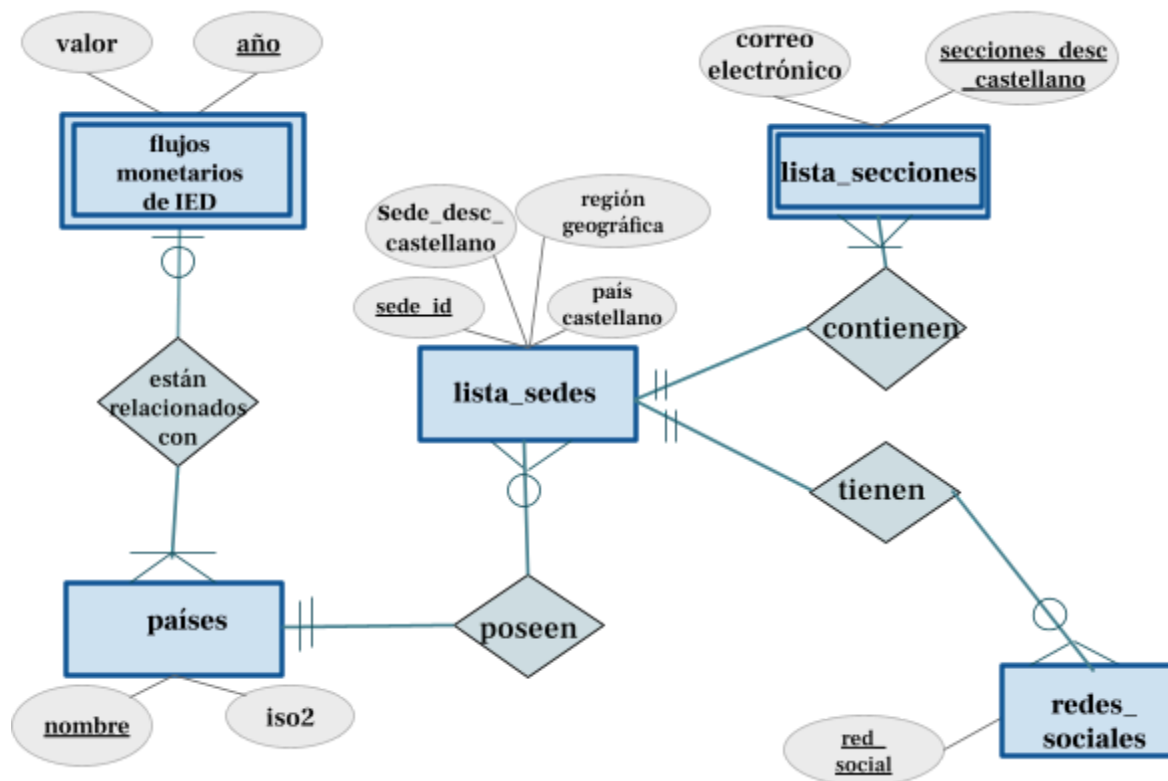 valor
año
correo
electrónico
secciones_desc
_castellano
flujos
monetarios
de IED
lista_secciones
Sede_desc_
castellano
región
geográfica
sede_id
país
castellano
contienen
lista_sedes
están
relacionados
con
tienen
países
poseen
nombre
iso2
redes_
sociales
red_
social